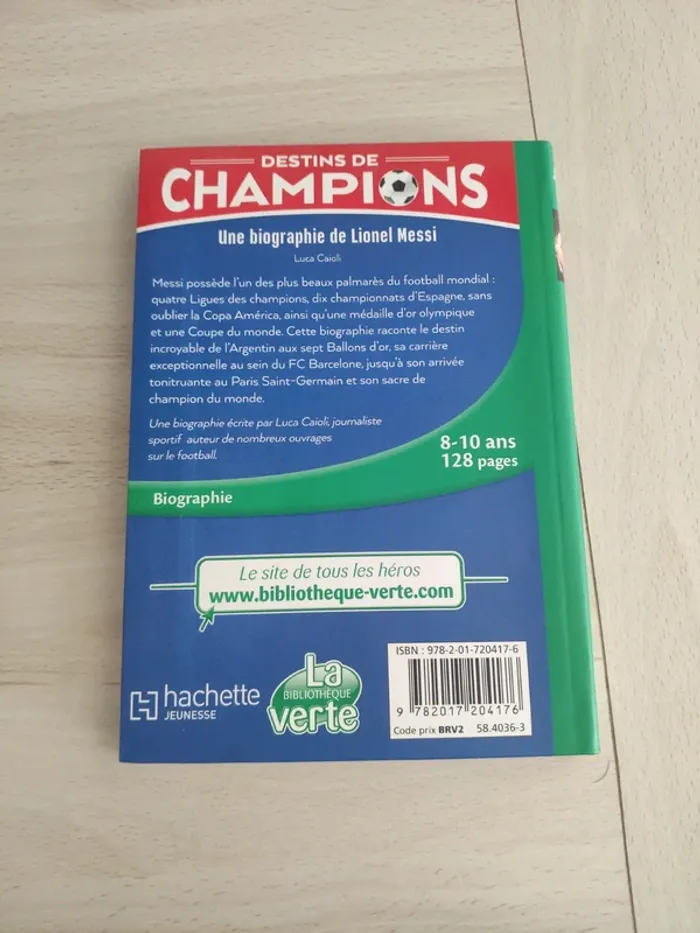 DESTINS DE
CHAMPIONS
Une biographie de Lionel Messi
Luca Caioli
Messi possède l'un des plus beaux palmarès du football mondial :
quatre Ligues des champions, dix championnats d'Espagne, sans
oublier la Copa América, ainsi qu'une médaille d'or olympique
et une Coupe du monde. Cette biographie raconte le destin
incroyable de l'Argentin aux sept Ballons d'or, sa carrière
exceptionnelle au sein du FC Barcelone, jusqu'à son arrivée
tonitruante au Paris Saint-Germain et son sacre de
champion du monde.
Une biographie écrite par Luca Caioli, journaliste
sportif auteur de nombreux ouvrages
sur le football.
8-10 ans
128 pages
Biographie
Le site de tous les héros
www.bibliotheque-verte.com
hachette
JEUNESSE
La
BIBLIOTHÈQUE
verte
ISBN : 978-2-01-720417-6
9 782017 204176
Code prix BRV2 58.4036-3